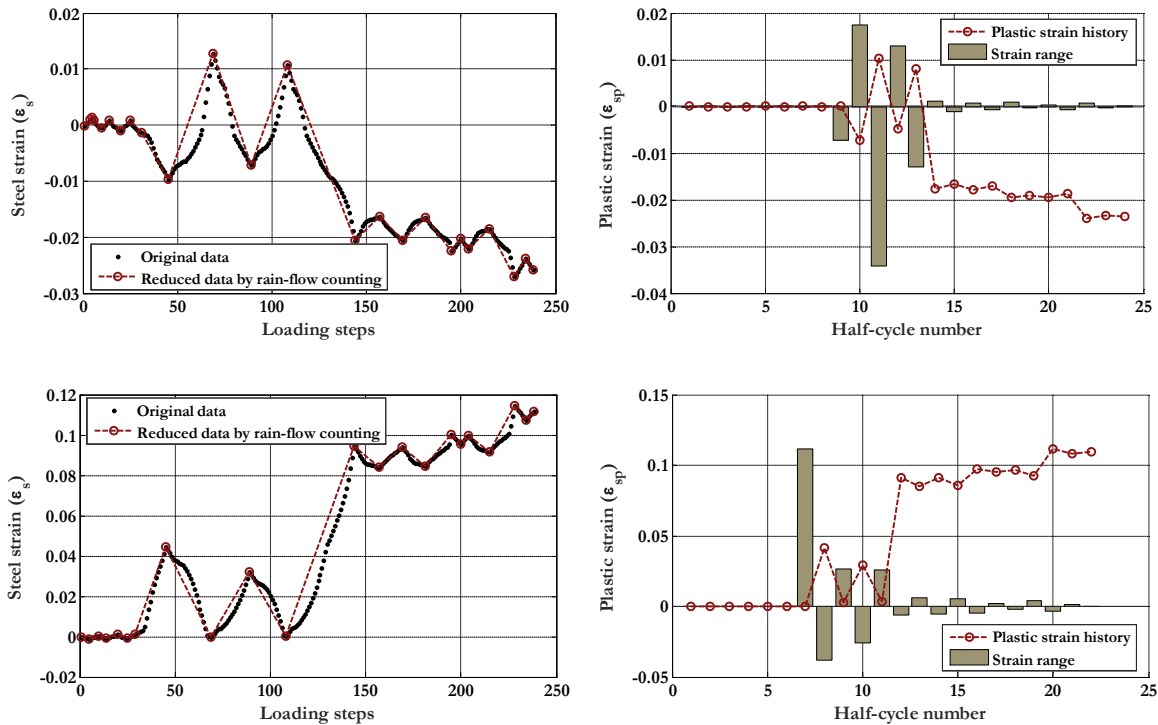 0.02
0.01
0
-0.01
-0.02
-0.03
0 50 100 150 200 250
Steel strain (εs)
Loading steps
Original data
Reduced data by rain-flow counting
0.02
0.01
0
-0.01
-0.02
-0.03
-0.04
0 5 10 15 20 25
Plastic strain (εsp)
Half-cycle number
Plastic strain history
Strain range
0.12
0.1
0.08
0.06
0.04
0.02
0
-0.02
0 50 100 150 200 250
Steel strain (εs)
Loading steps
Original data
Reduced data by rain-flow counting
0.15
0.1
0.05
0
-0.05
0 5 10 15 20 25
Plastic strain (εsp)
Half-cycle number
Plastic strain history
Strain range